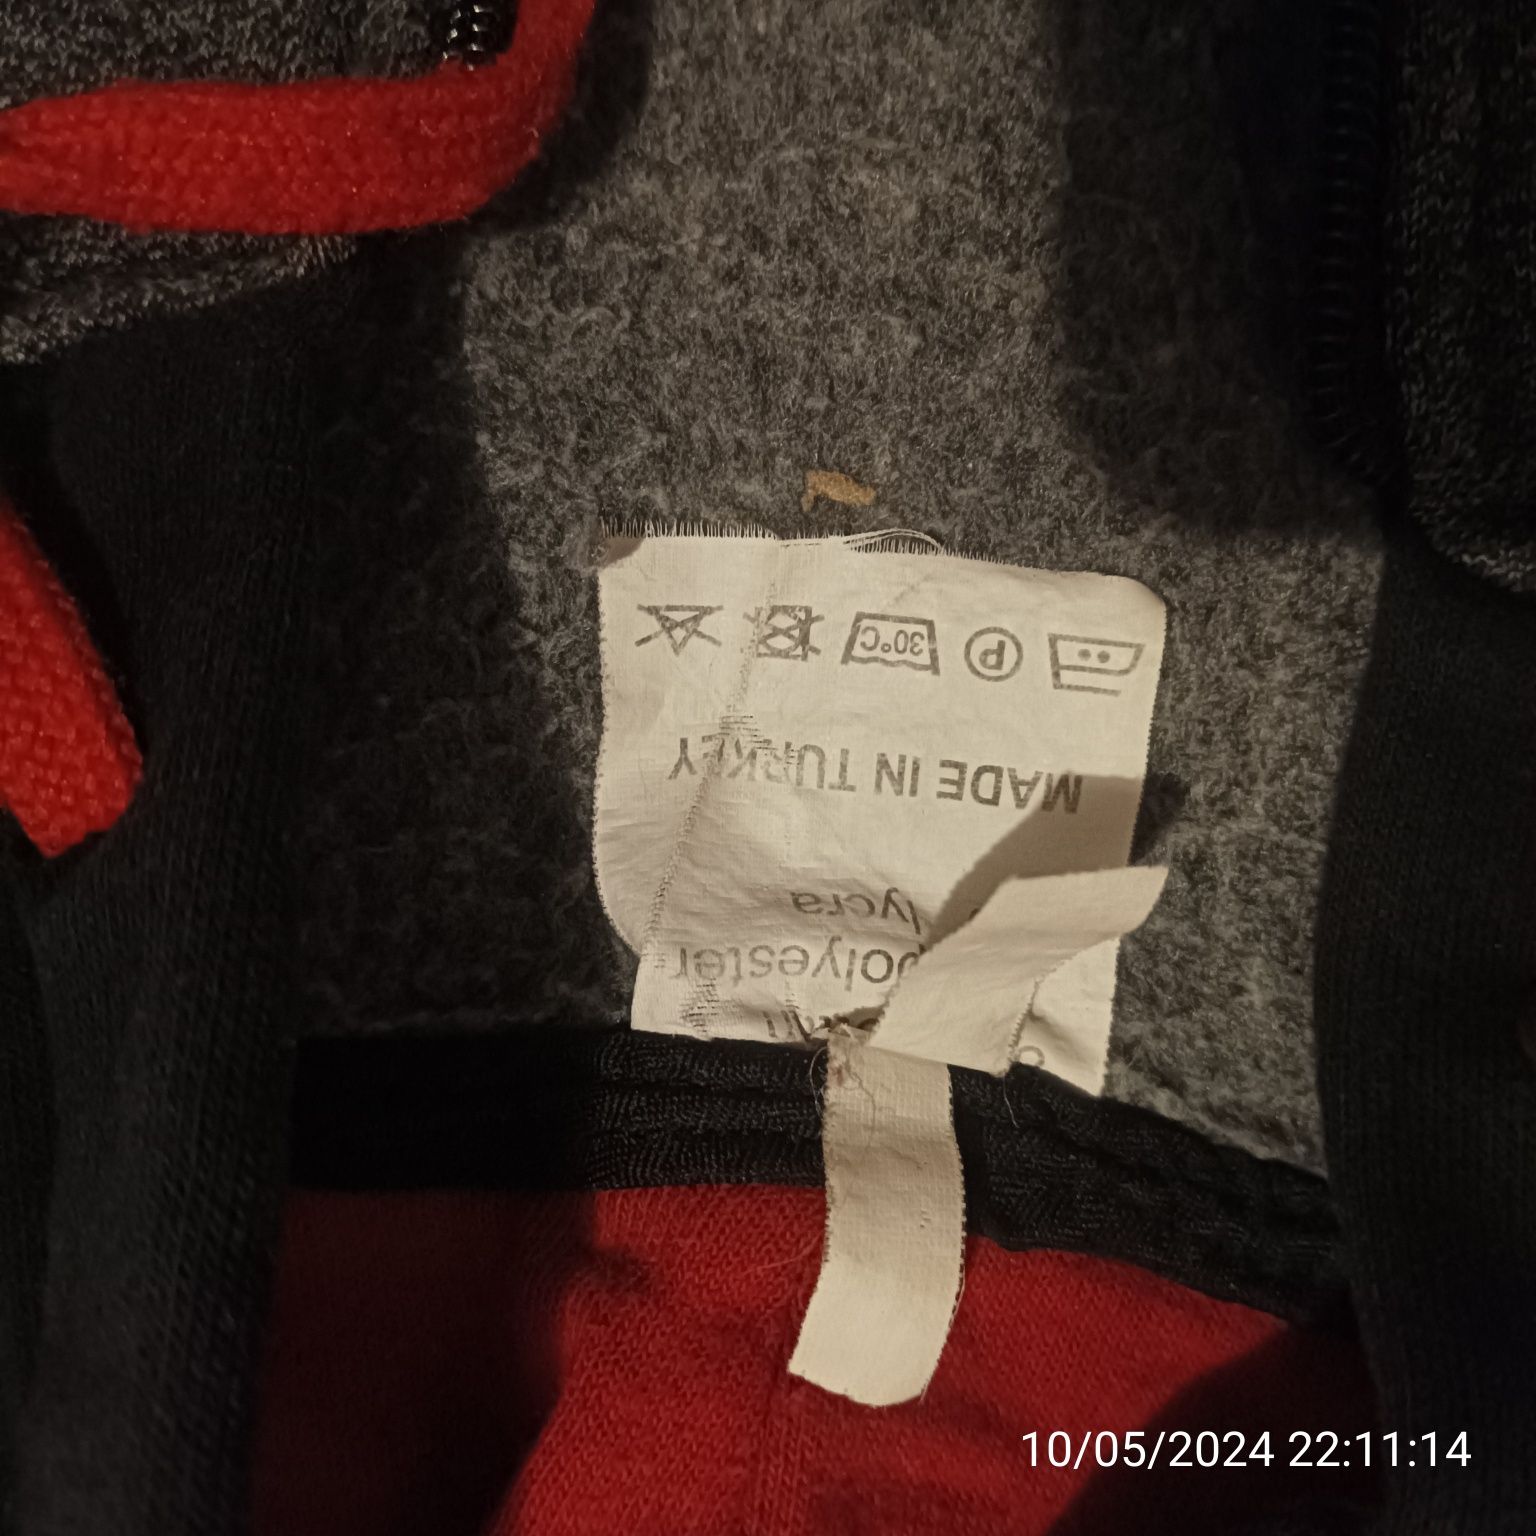 P 30°C
MADE IN TURKEY
lycra
polyester
10/05/2024 22:11:14